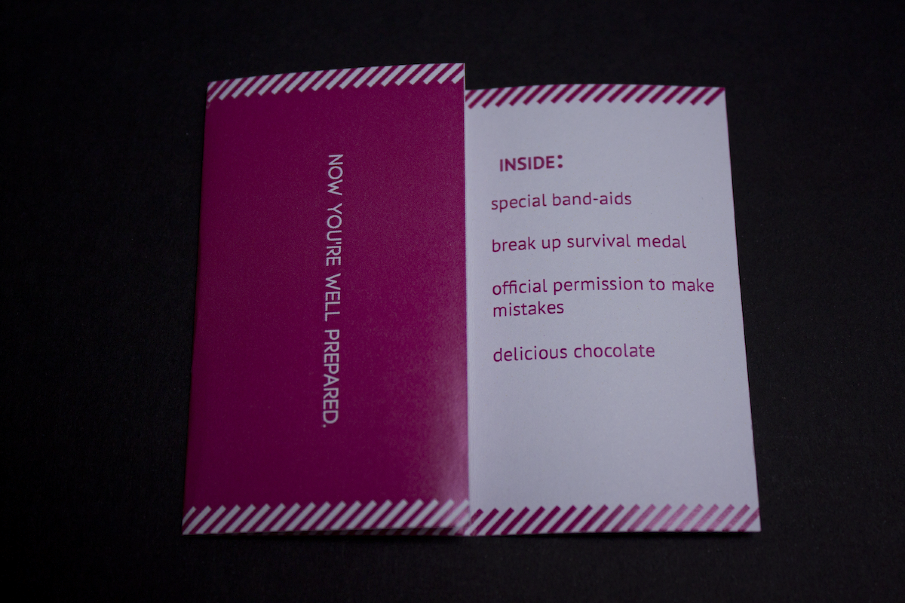 NOW YOU'RE WELL PREPARED.
INSIDE:
special band-aids
break up survival medal
official permission to make
mistakes
delicious chocolate